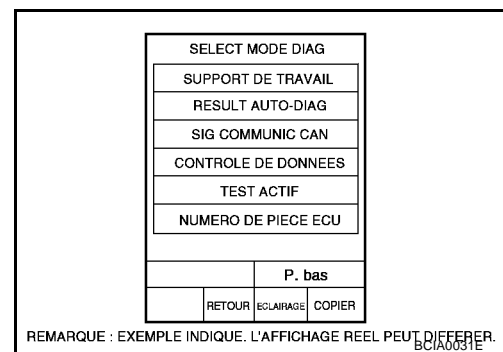 SELECT MODE DIAG
SUPPORT DE TRAVAIL
RESULT AUTO-DIAG
SIG COMMUNIC CAN
CONTROLE DE DONNEES
TEST ACTIF
NUMERO DE PIECE ECU
P. bas
RETOUR ECLAIRAGE COPIER
REMARQUE : EXEMPLE INDIQUE. L'AFFICHAGE REEL PEUT DIFFERER.
BCIA0031E